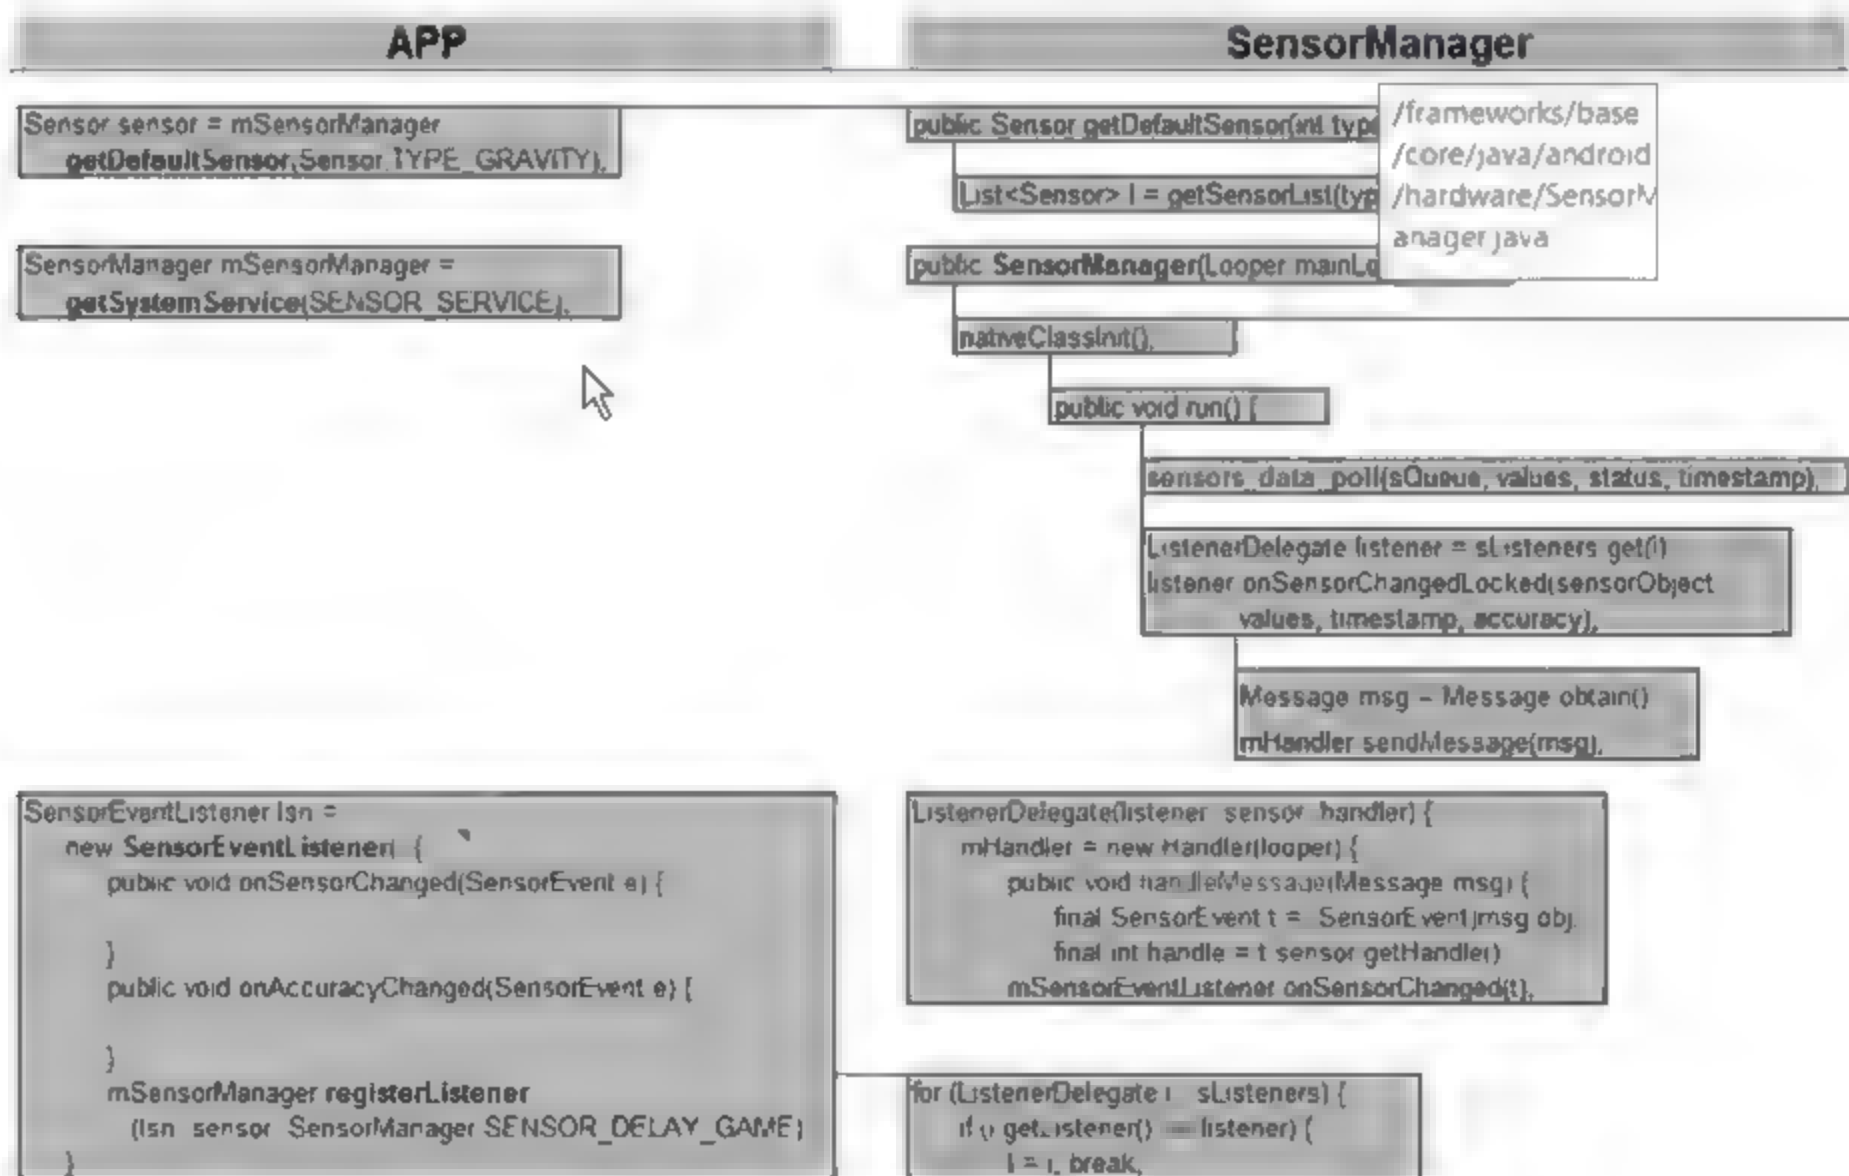 APP
SensorManager
Sensor sensor = mSensorManager
getDefaultSensor(Sensor.TYPE_GRAVITY);
public Sensor getDefaultSensor(int type
List<Sensor> l = getSensorList(typ
/frameworks/base
/core/java/android
/hardware/SensorM
anager.java
SensorManager mSensorManager =
getSystemService(SENSOR_SERVICE);
public SensorManager(Looper mainLo
nativeClassInit();
public void run() {
sensors_data_poll(sQueue, values, status, timestamp);
ListenerDelegate listener = sListeners get(i)
listener onSensorChangedLocked(sensorObject
values, timestamp, accuracy);
Message msg = Message obtain()
mHandler sendMessage(msg);
SensorEventListener lsn =
new SensorEventListener( {
public void onSensorChanged(SensorEvent e) {
}
public void onAccuracyChanged(SensorEvent e) {
}
mSensorManager registerListener
(lsn sensor SensorManager SENSOR_DELAY_GAME)
}
ListenerDelegate(listener sensor handler) {
mHandler = new Handler(looper) {
public void handleMessage(Message msg) {
final SensorEvent t = SensorEvent)msg obj
final int handle = t sensor getHandle()
mSensorEventListener onSensorChanged(t);
for (ListenerDelegate i sListeners) {
if (i getListener() == listener) {
l = i; break;